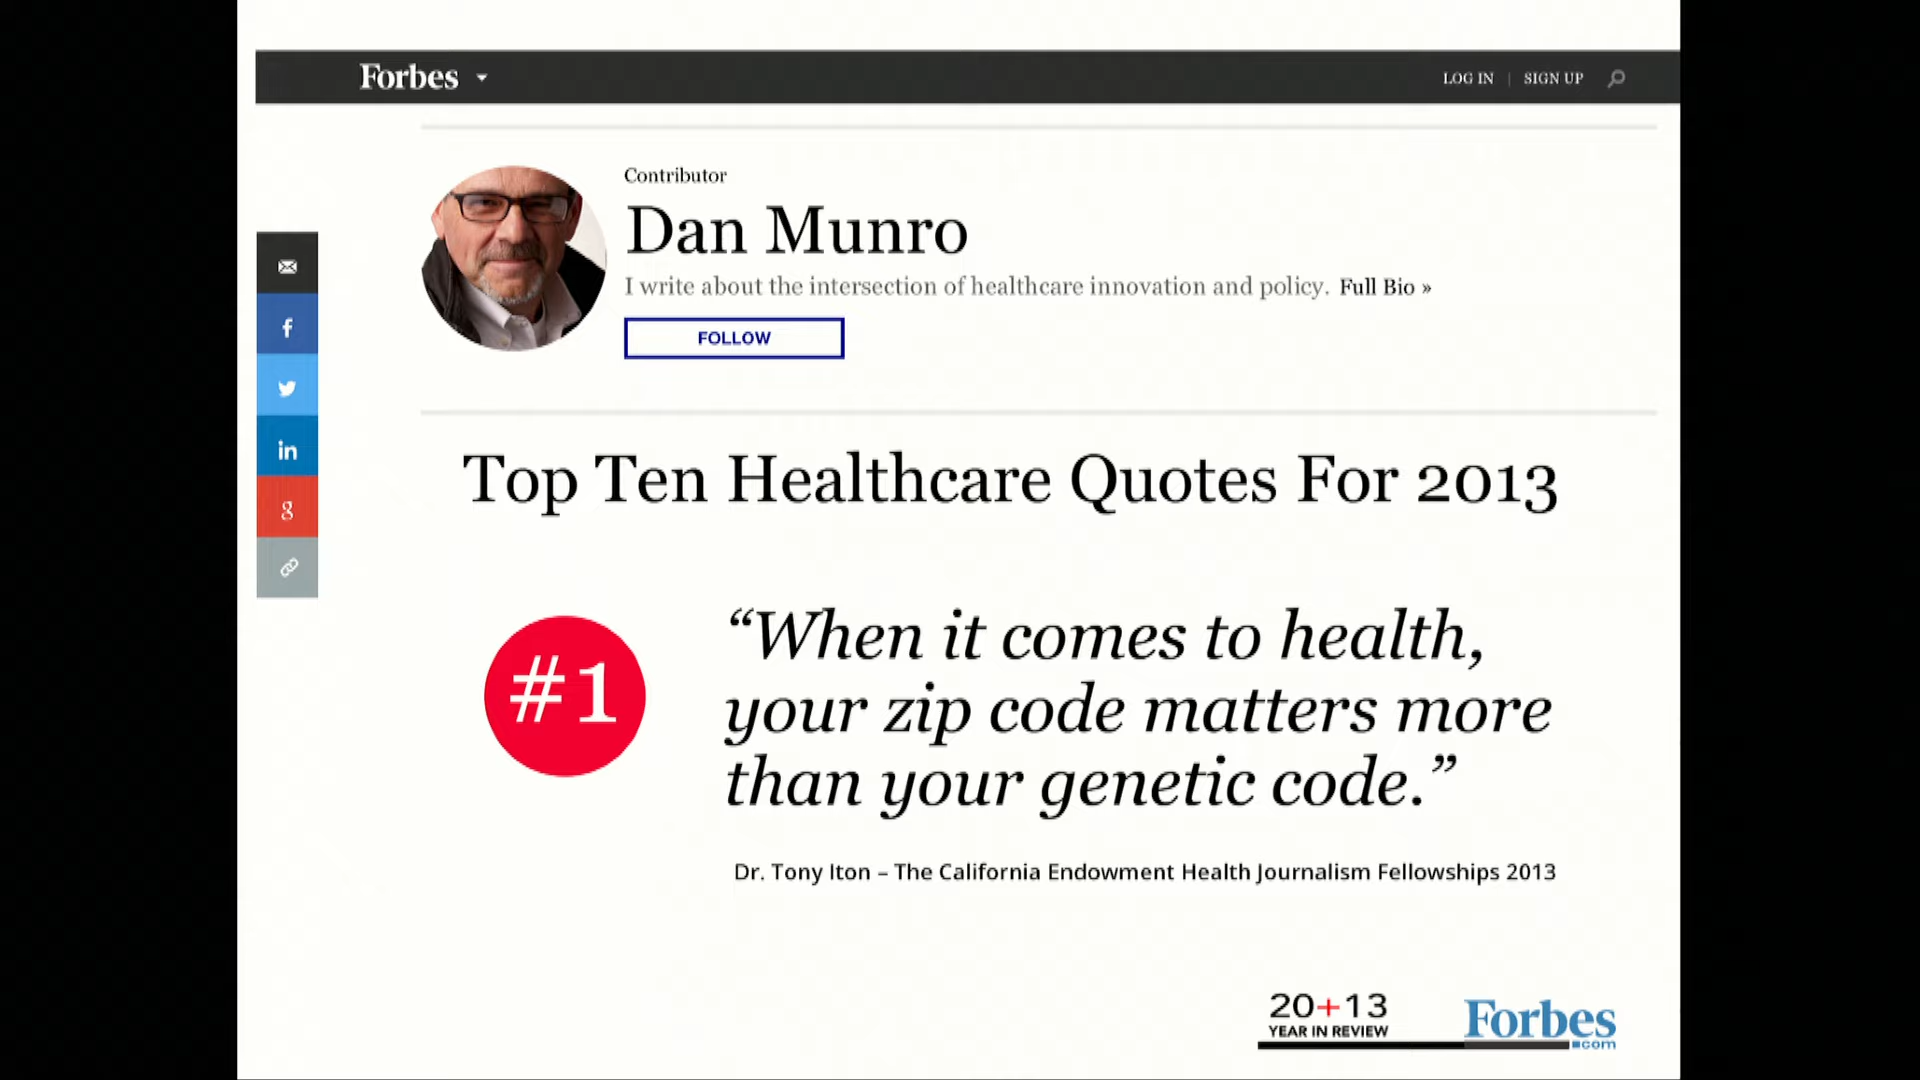 Forbes
LOG IN | SIGN UP
Contributor
Dan Munro
I write about the intersection of healthcare innovation and policy. Full Bio »
FOLLOW
f
in
g
Top Ten Healthcare Quotes For 2013
#1
“When it comes to health,
your zip code matters more
than your genetic code.”
Dr. Tony Iton – The California Endowment Health Journalism Fellowships 2013
20+13
YEAR IN REVIEW
Forbes
.com